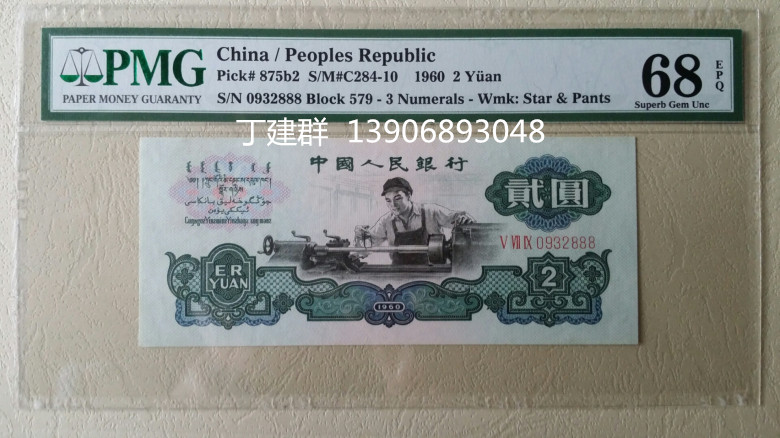 PMG
PAPER MONEY GUARANTY
China / Peoples Republic
Pick# 875b2 S/M#C284-10 1960 2 Yüan
S/N 0932888 Block 579 - 3 Numerals - Wmk: Star & Pants
68
EPQ
Superb Gem Unc
丁建群 13906893048
中國人民銀行
貳圓
V VII IX 0932888
ER
YUAN
1960
2